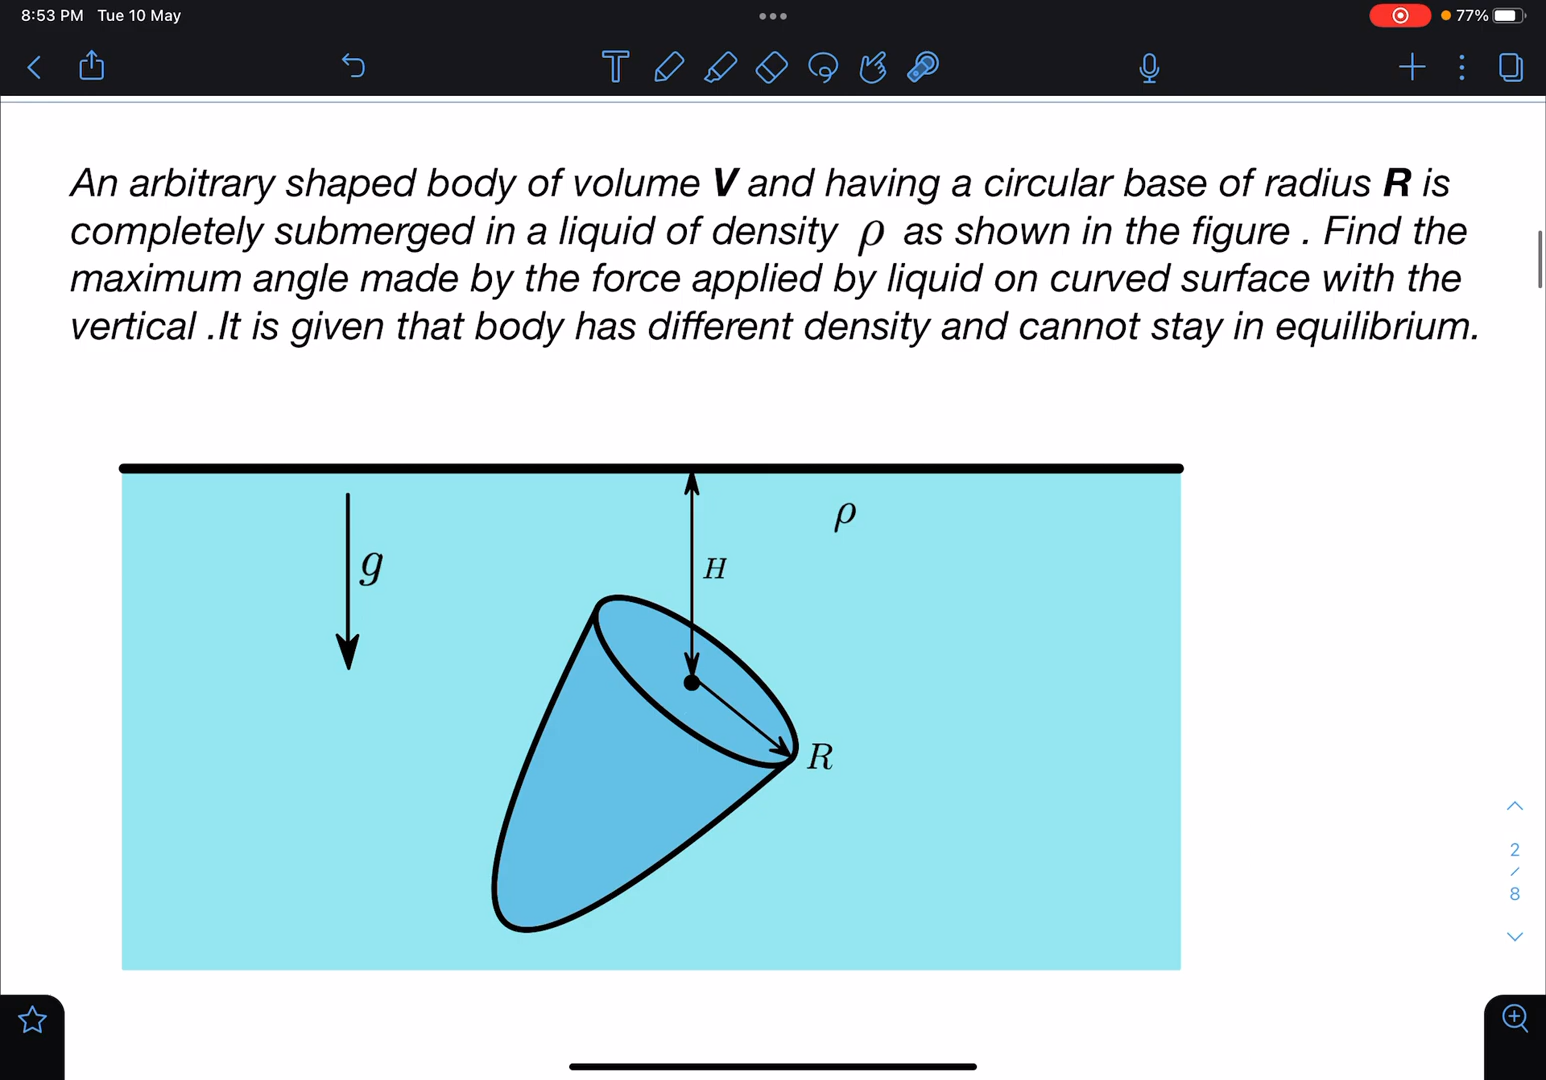 8:53 PM Tue 10 May
77%
T
An arbitrary shaped body of volume V and having a circular base of radius R is
completely submerged in a liquid of density ρ as shown in the figure . Find the
maximum angle made by the force applied by liquid on curved surface with the
vertical .It is given that body has different density and cannot stay in equilibrium.
ρ
g
H
R
2
/
8